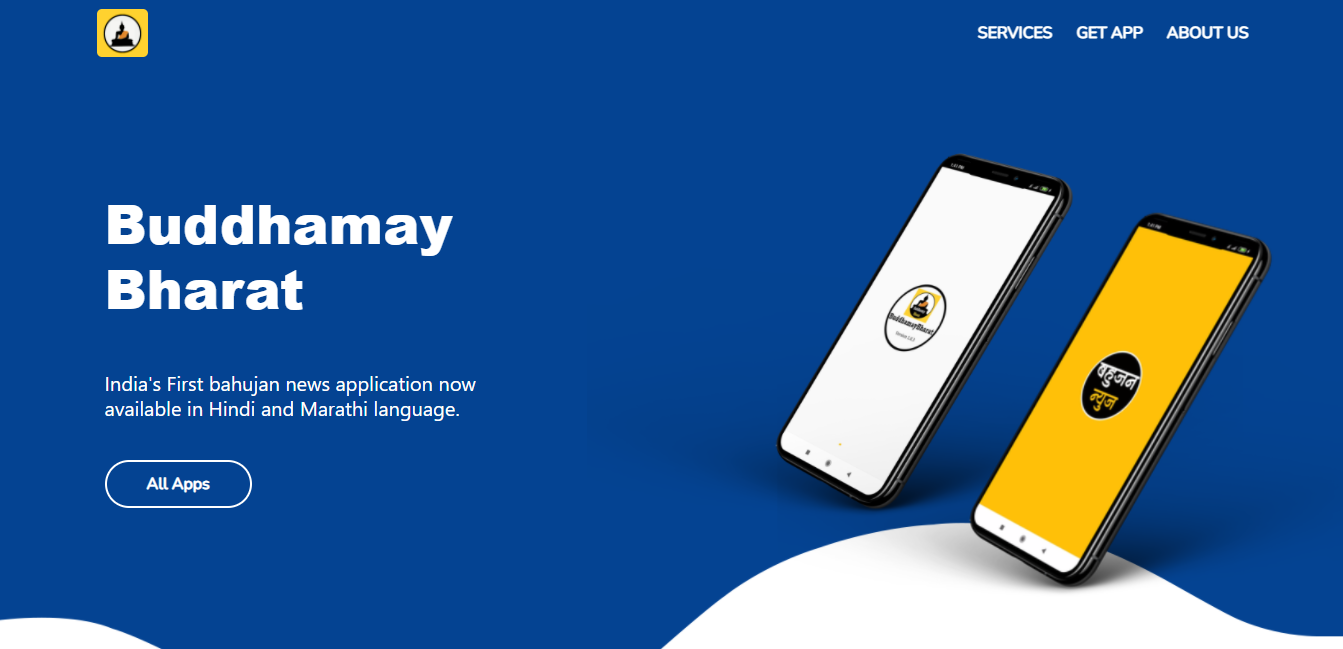 SERVICES GET APP ABOUT US
Buddhamay
Bharat
India's First bahujan news application now
available in Hindi and Marathi language.
All Apps
BuddhamayBharat
बहुजन
न्युज